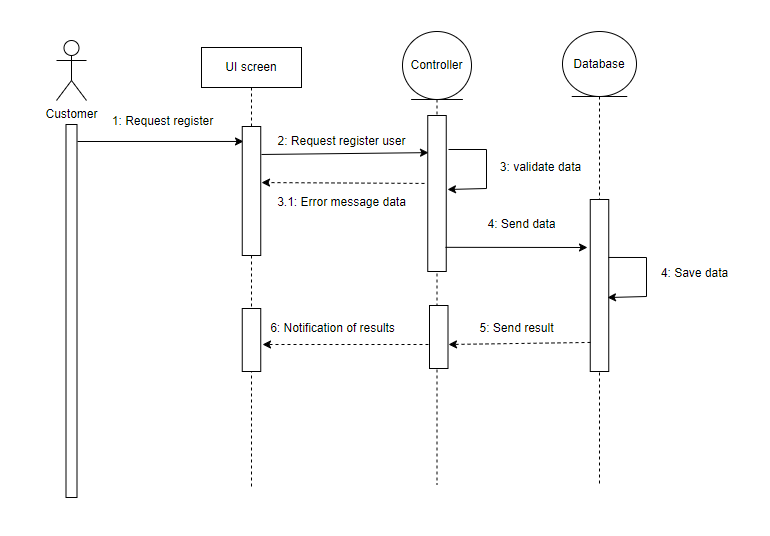 UI screen
Controller
Database
Customer
1: Request register
2: Request register user
3: validate data
3.1: Error message data
4: Send data
4: Save data
6: Notification of results
5: Send result